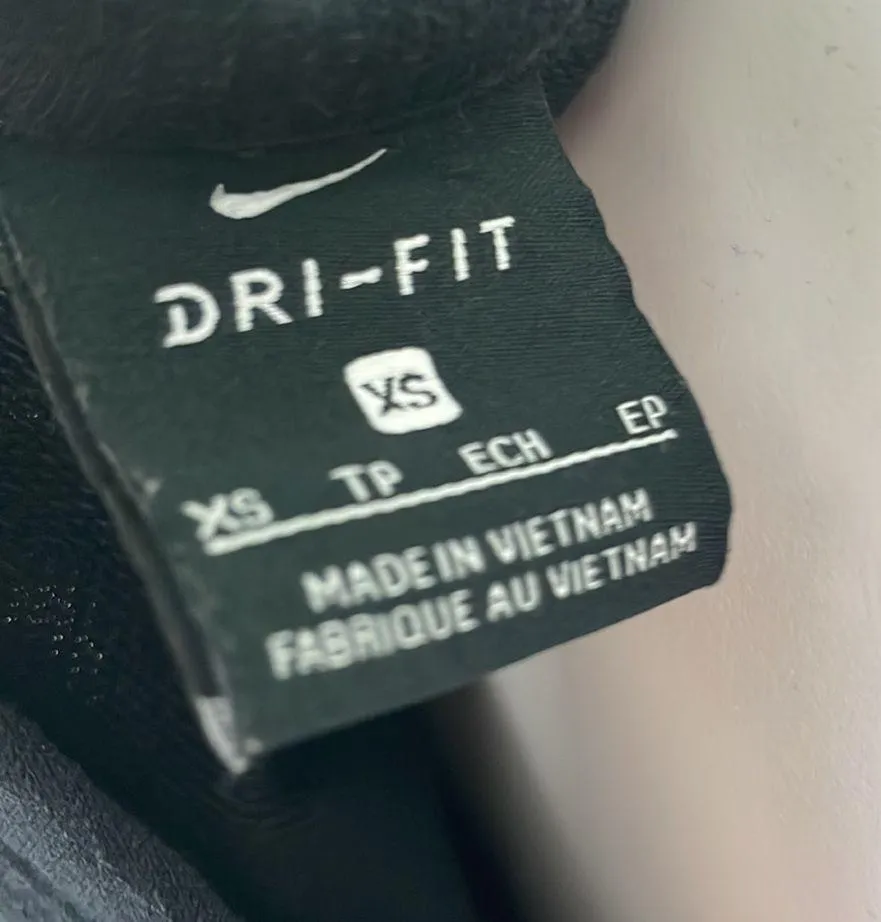 DRI-FIT
XS
XS TP ECH EP
MADE IN VIETNAM
FABRIQUE AU VIETNAM